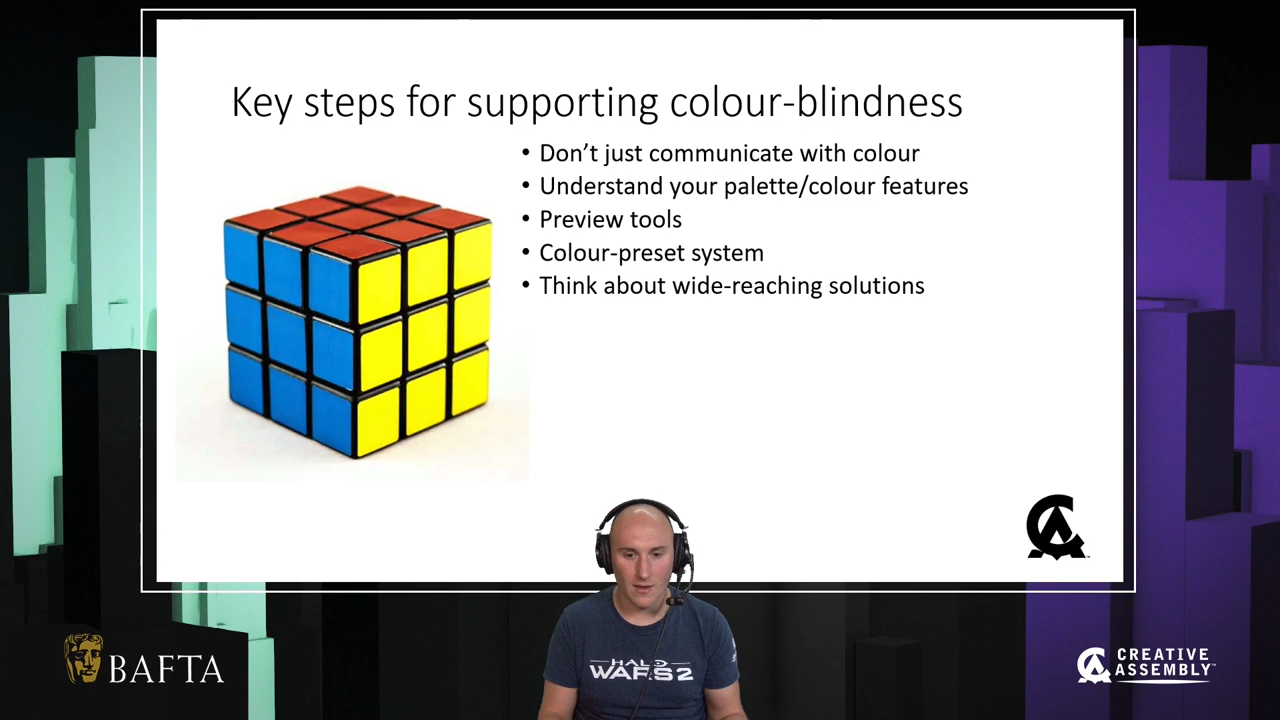 Key steps for supporting colour-blindness
• Don't just communicate with colour
• Understand your palette/colour features
• Preview tools
• Colour-preset system
• Think about wide-reaching solutions
HALO
WARS 2
BAFTA
CREATIVE
ASSEMBLY